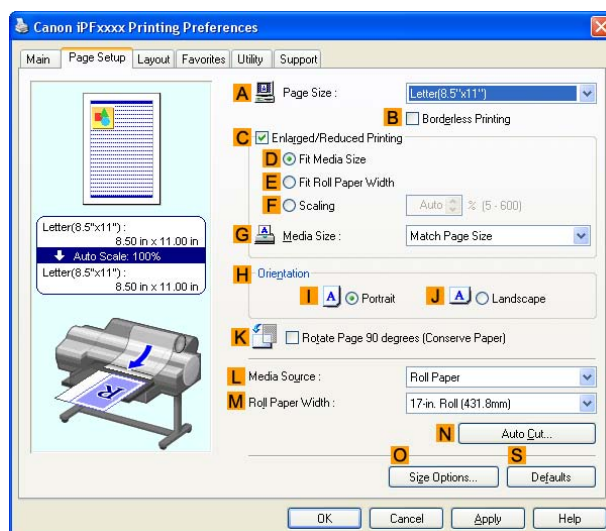 Canon iPFxxxx Printing Preferences
Main Page Setup Layout Favorites Utility Support
A Page Size : Letter(8.5"x11")
B Borderless Printing
C Enlarged/Reduced Printing
D Fit Media Size
E Fit Roll Paper Width
F Scaling Auto % (5 - 600)
G Media Size : Match Page Size
Letter(8.5"x11") :
8.50 in x 11.00 in
Auto Scale: 100%
Letter(8.5"x11") :
8.50 in x 11.00 in
H Orientation
I A Portrait J A Landscape
K Rotate Page 90 degrees (Conserve Paper)
R
L Media Source : Roll Paper
M Roll Paper Width : 17-in. Roll (431.8mm)
N Auto Cut...
O S
Size Options... Defaults
OK Cancel Apply Help